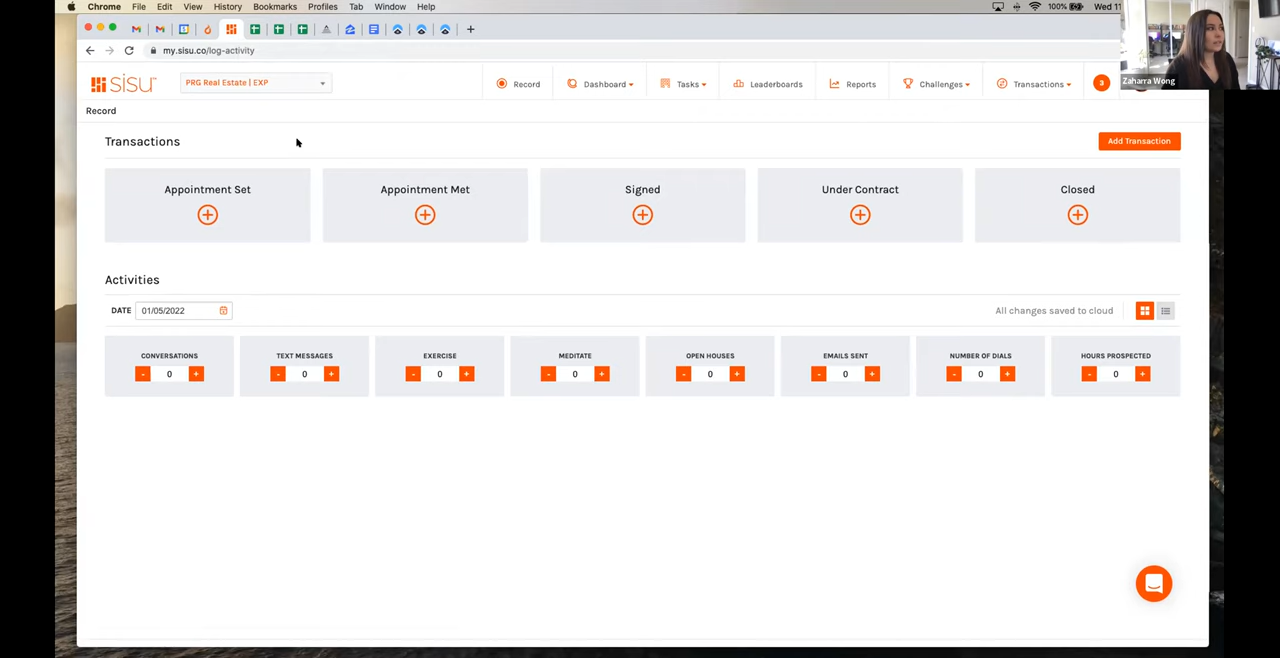 Chrome File Edit View History Bookmarks Profiles Tab Window Help 100% Wed 11
my.sisu.co/log-activity
Zaharra Wong
sisu PRG Real Estate | EXP Record Dashboard Tasks Leaderboards Reports Challenges Transactions 3
Record
Transactions Add Transaction
Appointment Set Appointment Met Signed Under Contract Closed
Activities
DATE 01/05/2022 All changes saved to cloud
CONVERSATIONS TEXT MESSAGES EXERCISE MEDITATE OPEN HOUSES EMAILS SENT NUMBER OF DIALS HOURS PROSPECTED
- 0 + - 0 + - 0 + - 0 + - 0 + - 0 + - 0 + - 0 +